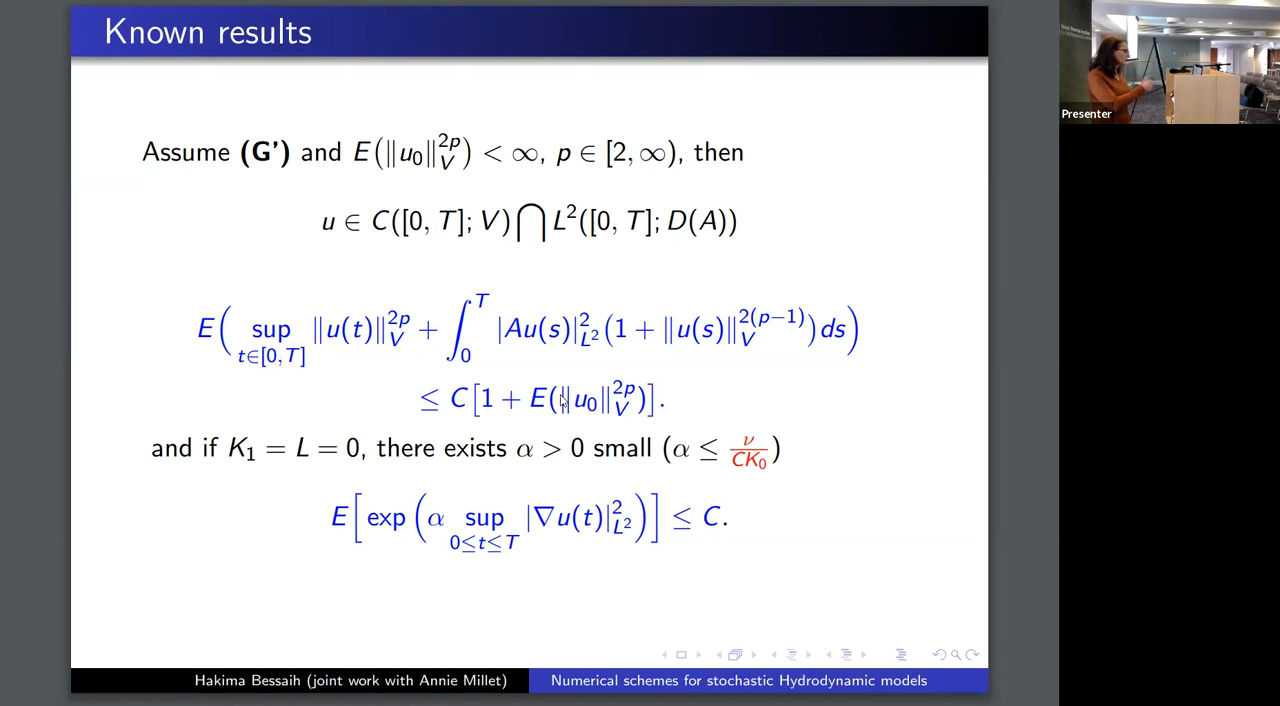 Known results
Assume (G') and E(‖u₀‖_V^{2p}) < ∞, p ∈ [2, ∞), then
u ∈ C([0, T]; V) ⋂ L²([0, T]; D(A))
E( sup_{t∈[0,T]} ‖u(t)‖_V^{2p} + ∫_0^T |Au(s)|_{L²}^2 (1 + ‖u(s)‖_V^{2(p−1)}) ds )
≤ C[1 + E(‖u₀‖_V^{2p})].
and if K₁ = L = 0, there exists α > 0 small (α ≤ ν/CK₀)
E[ exp( α sup_{0≤t≤T} |∇u(t)|_{L²}^2 ) ] ≤ C.
Hakima Bessaih (joint work with Annie Millet)
Numerical schemes for stochastic Hydrodynamic models
Presenter